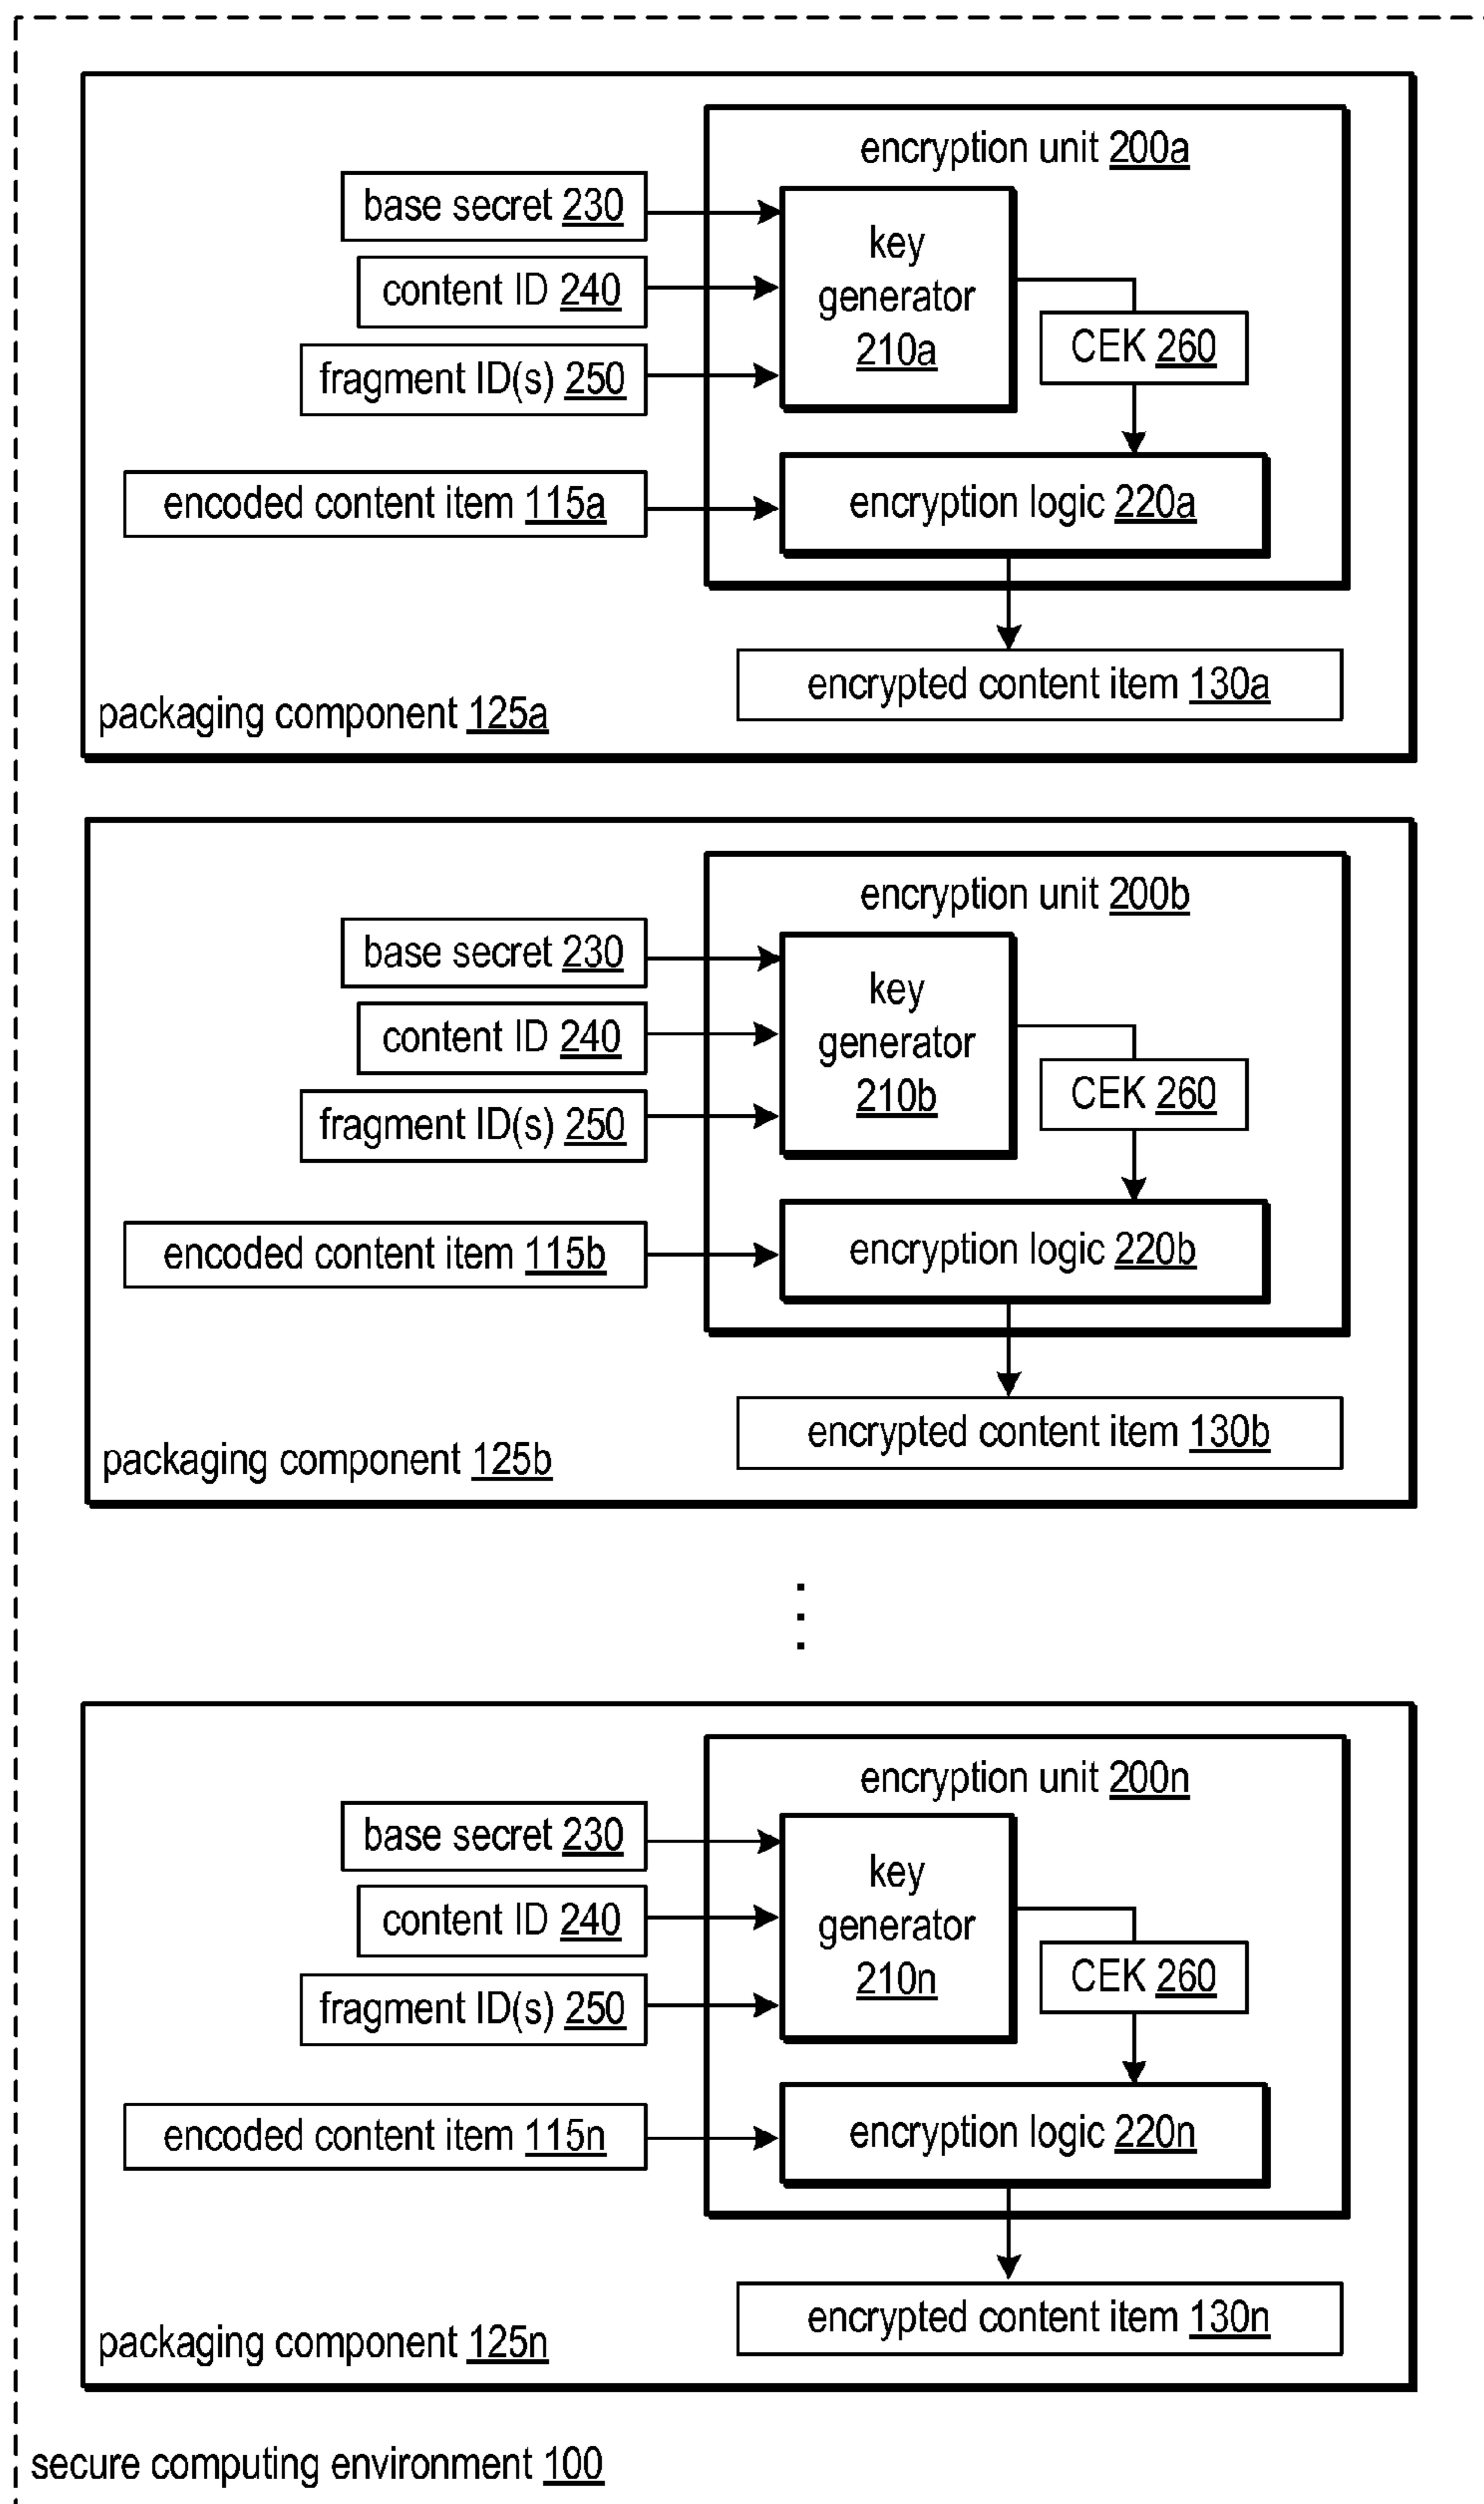 encryption unit 200a
base secret 230
key
generator
210a
content ID 240
CEK 260
fragment ID(s) 250
encoded content item 115a
encryption logic 220a
encrypted content item 130a
packaging component 125a
encryption unit 200b
base secret 230
key
generator
210b
content ID 240
CEK 260
fragment ID(s) 250
encoded content item 115b
encryption logic 220b
encrypted content item 130b
packaging component 125b
encryption unit 200n
base secret 230
key
generator
210n
content ID 240
CEK 260
fragment ID(s) 250
encoded content item 115n
encryption logic 220n
encrypted content item 130n
packaging component 125n
secure computing environment 100